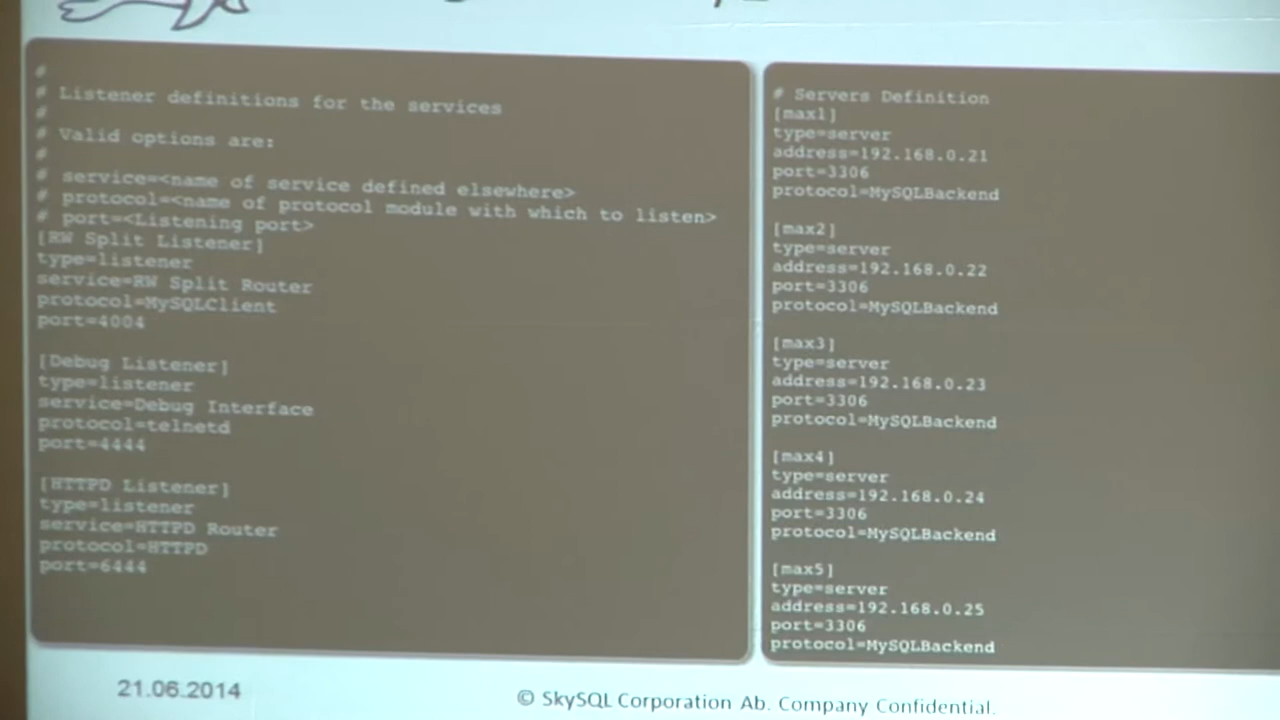 #
# Listener definitions for the services
#
# Valid options are:
#
# service=<name of service defined elsewhere>
# protocol=<name of protocol module with which to listen>
# port=<Listening port>
[RW Split Listener]
type=listener
service=RW Split Router
protocol=MySQLClient
port=4004
[Debug Listener]
type=listener
service=Debug Interface
protocol=telnetd
port=4444
[HTTPD Listener]
type=listener
service=HTTPD Router
protocol=HTTPD
port=6444
# Servers Definition
[max1]
type=server
address=192.168.0.21
port=3306
protocol=MySQLBackend
[max2]
type=server
address=192.168.0.22
port=3306
protocol=MySQLBackend
[max3]
type=server
address=192.168.0.23
port=3306
protocol=MySQLBackend
[max4]
type=server
address=192.168.0.24
port=3306
protocol=MySQLBackend
[max5]
type=server
address=192.168.0.25
port=3306
protocol=MySQLBackend
21.06.2014
© SkySQL Corporation Ab. Company Confidential.